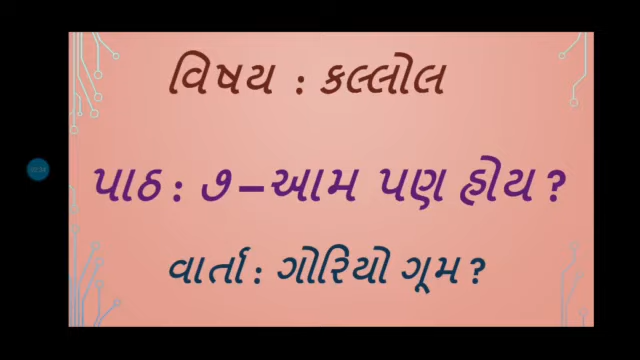 વિષય : કલ્લોલ
પાઠ : ૭ – આમ પણ હોય ?
વાર્તા : ગોરિયો ગૂમ ?